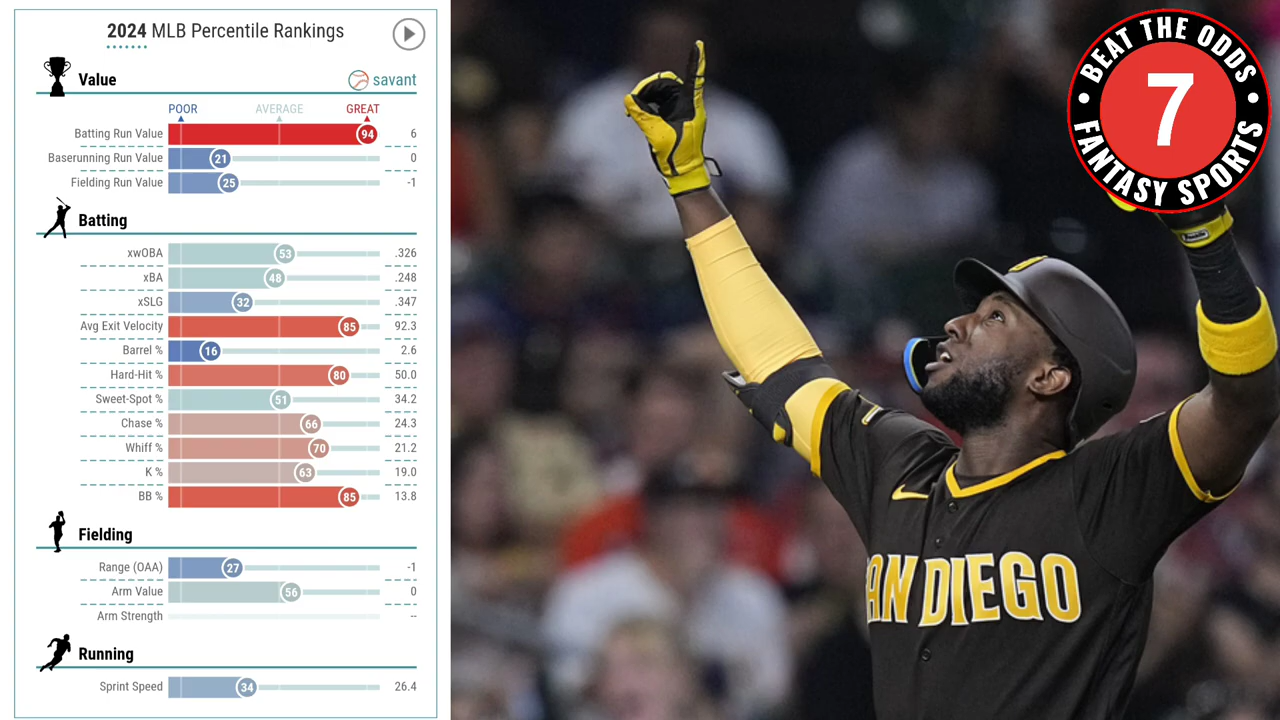 2024 MLB Percentile Rankings
Value
savant
POOR AVERAGE GREAT
Batting Run Value 94 6
Baserunning Run Value 21 0
Fielding Run Value 25 -1
Batting
xwOBA 53 .326
xBA 48 .248
xSLG 32 .347
Avg Exit Velocity 85 92.3
Barrel % 16 2.6
Hard-Hit % 80 50.0
Sweet-Spot % 51 34.2
Chase % 66 24.3
Whiff % 70 21.2
K % 63 19.0
BB % 85 13.8
Fielding
Range (OAA) 27 -1
Arm Value 56 0
Arm Strength --
Running
Sprint Speed 34 26.4
BEAT THE ODDS
7
FANTASY SPORTS
AN DIEGO